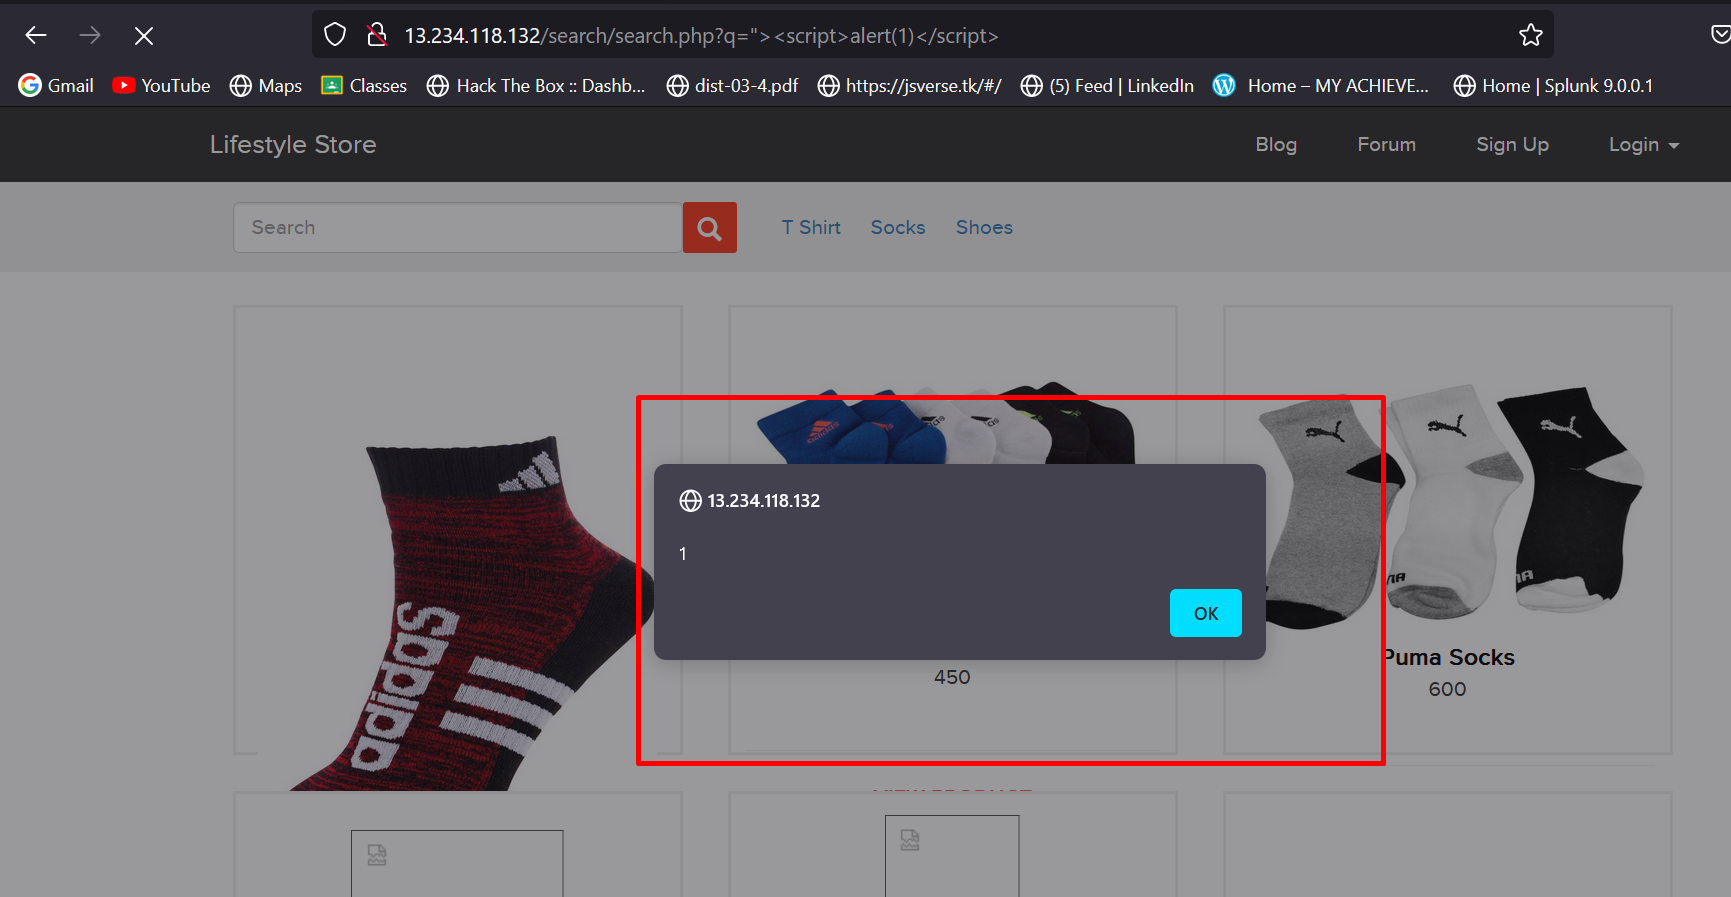 13.234.118.132/search/search.php?q="><script>alert(1)</script>
Gmail YouTube Maps Classes Hack The Box :: Dashb... dist-03-4.pdf https://jsverse.tk/#/ (5) Feed | LinkedIn Home – MY ACHIEVE... Home | Splunk 9.0.0.1
Lifestyle Store Blog Forum Sign Up Login
Search T Shirt Socks Shoes
adidas
13.234.118.132
1
OK
450
Puma Socks
600